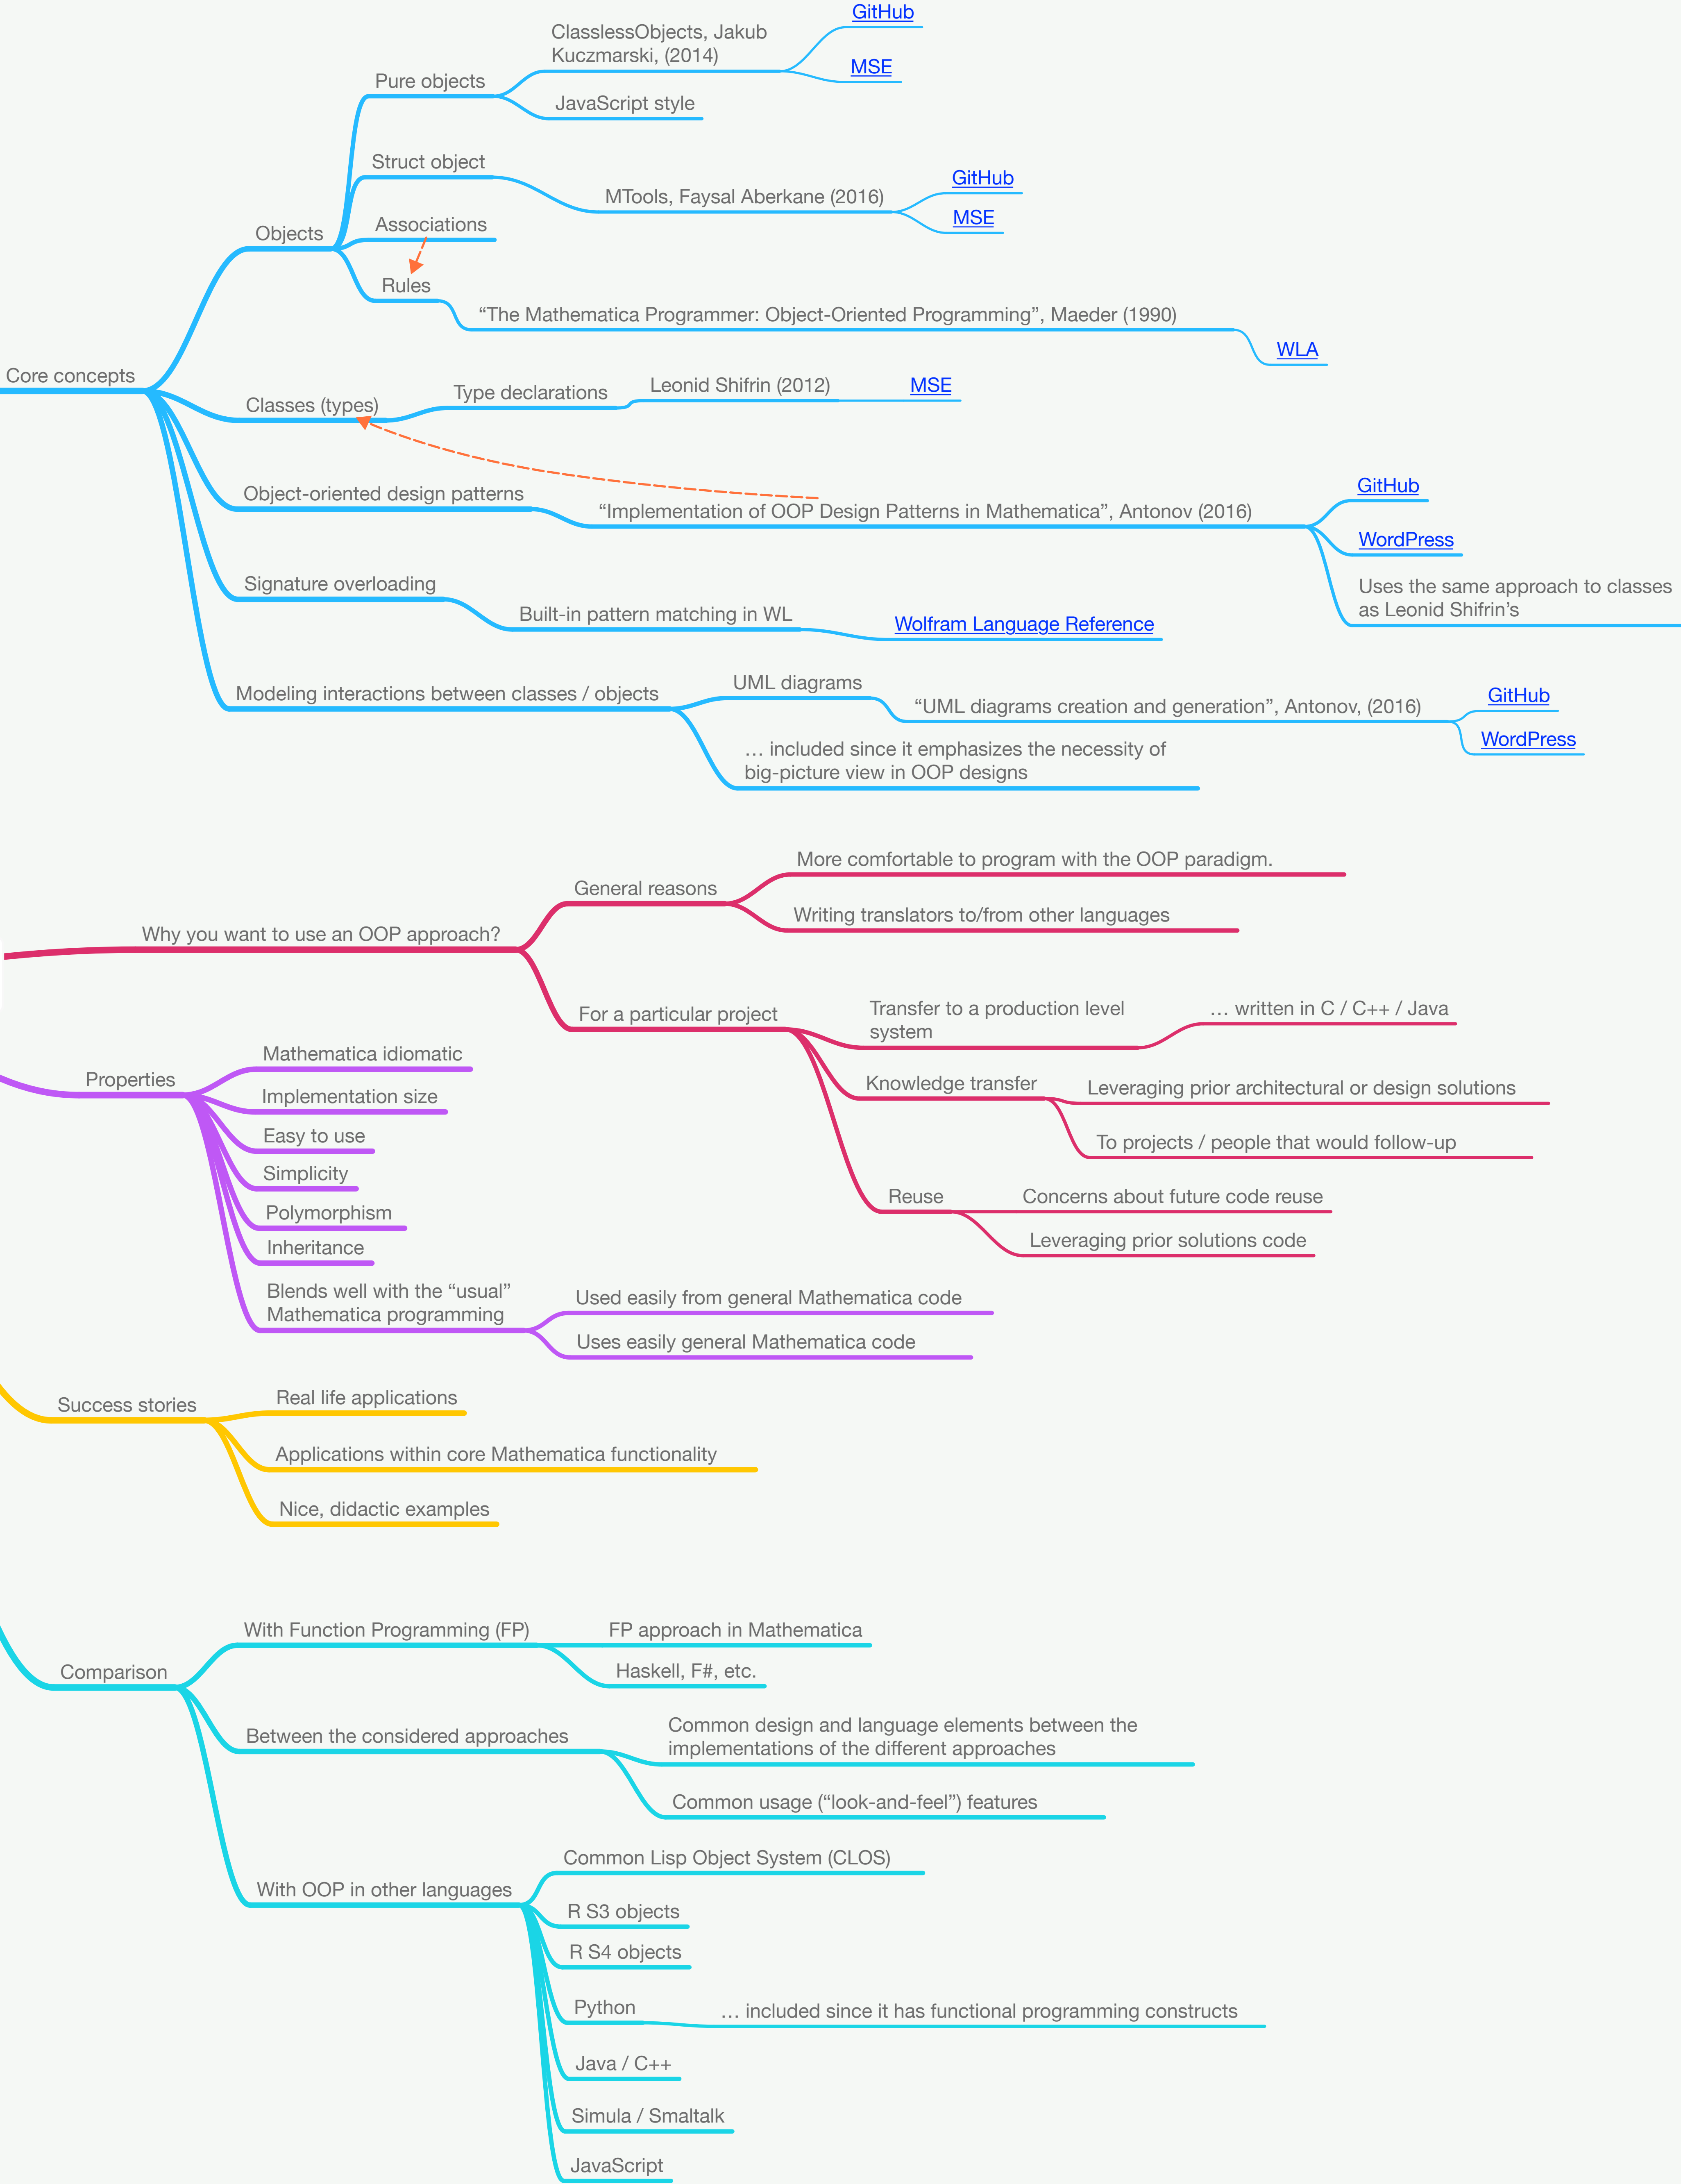 GitHub
ClasslessObjects, Jakub
Kuczmarski, (2014)
MSE
Pure objects
JavaScript style
Struct object
GitHub
MTools, Faysal Aberkane (2016)
MSE
Associations
Objects
Rules
“The Mathematica Programmer: Object-Oriented Programming”, Maeder (1990)
WLA
Core concepts
Classes (types)
Type declarations
Leonid Shifrin (2012)
MSE
Object-oriented design patterns
“Implementation of OOP Design Patterns in Mathematica”, Antonov (2016)
GitHub
WordPress
Uses the same approach to classes
as Leonid Shifrin’s
Signature overloading
Built-in pattern matching in WL
Wolfram Language Reference
Modeling interactions between classes / objects
UML diagrams
“UML diagrams creation and generation”, Antonov, (2016)
GitHub
WordPress
… included since it emphasizes the necessity of
big-picture view in OOP designs
Why you want to use an OOP approach?
General reasons
More comfortable to program with the OOP paradigm.
Writing translators to/from other languages
For a particular project
Transfer to a production level
system
… written in C / C++ / Java
Knowledge transfer
Leveraging prior architectural or design solutions
To projects / people that would follow-up
Reuse
Concerns about future code reuse
Leveraging prior solutions code
Properties
Mathematica idiomatic
Implementation size
Easy to use
Simplicity
Polymorphism
Inheritance
Blends well with the “usual”
Mathematica programming
Used easily from general Mathematica code
Uses easily general Mathematica code
Success stories
Real life applications
Applications within core Mathematica functionality
Nice, didactic examples
Comparison
With Function Programming (FP)
FP approach in Mathematica
Haskell, F#, etc.
Between the considered approaches
Common design and language elements between the
implementations of the different approaches
Common usage (“look-and-feel”) features
With OOP in other languages
Common Lisp Object System (CLOS)
R S3 objects
R S4 objects
Python
… included since it has functional programming constructs
Java / C++
Simula / Smaltalk
JavaScript